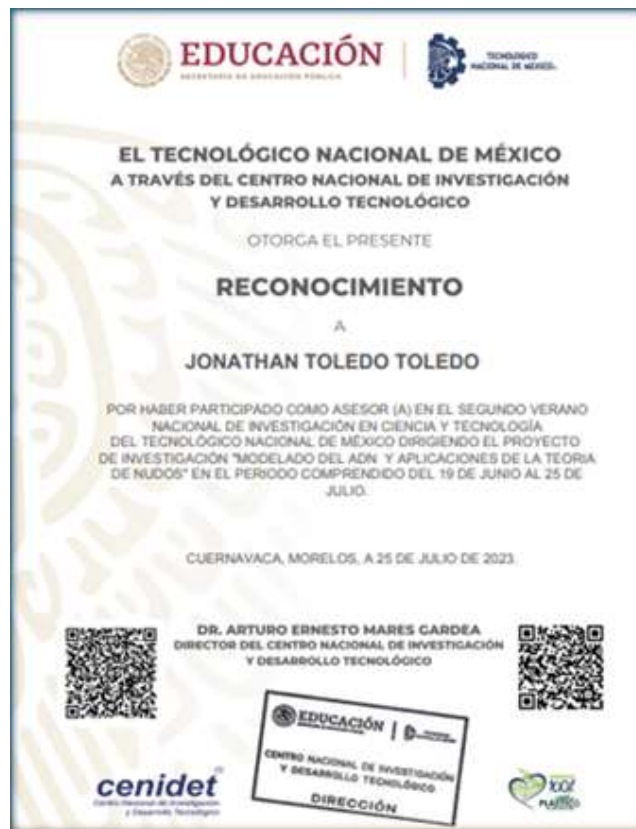 EDUCACIÓN
SECRETARÍA DE EDUCACIÓN PÚBLICA
TECNOLÓGICO
NACIONAL DE MÉXICO
EL TECNOLÓGICO NACIONAL DE MÉXICO
A TRAVÉS DEL CENTRO NACIONAL DE INVESTIGACIÓN
Y DESARROLLO TECNOLÓGICO
OTORGA EL PRESENTE
RECONOCIMIENTO
A
JONATHAN TOLEDO TOLEDO
POR HABER PARTICIPADO COMO ASESOR (A) EN EL SEGUNDO VERANO
NACIONAL DE INVESTIGACIÓN EN CIENCIA Y TECNOLOGÍA
DEL TECNOLÓGICO NACIONAL DE MÉXICO DIRIGIENDO EL PROYECTO
DE INVESTIGACIÓN "MODELADO DEL ADN Y APLICACIONES DE LA TEORIA
DE NUDOS" EN EL PERIODO COMPRENDIDO DEL 19 DE JUNIO AL 25 DE
JULIO.
CUERNAVACA, MORELOS, A 25 DE JULIO DE 2023.
DR. ARTURO ERNESTO MARES GARDEA
DIRECTOR DEL CENTRO NACIONAL DE INVESTIGACIÓN
Y DESARROLLO TECNOLÓGICO
EDUCACIÓN
CENTRO NACIONAL DE INVESTIGACIÓN
Y DESARROLLO TECNOLÓGICO
DIRECCIÓN
cenidet
Centro Nacional de Investigación
y Desarrollo Tecnológico
100%
PLÁSTICO